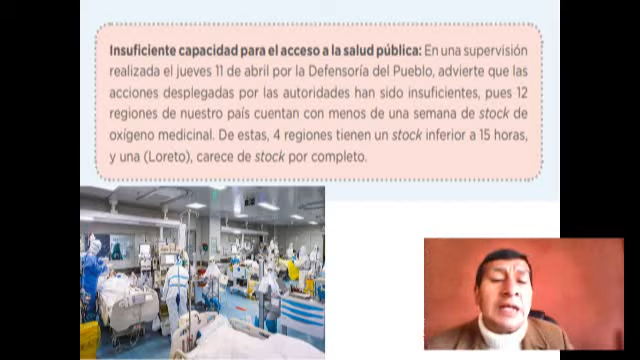 Insuficiente capacidad para el acceso a la salud pública: En una supervisión
realizada el jueves 11 de abril por la Defensoría del Pueblo, advierte que las
acciones desplegadas por las autoridades han sido insuficientes, pues 12
regiones de nuestro país cuentan con menos de una semana de stock de
oxígeno medicinal. De estas, 4 regiones tienen un stock inferior a 15 horas,
y una (Loreto), carece de stock por completo.